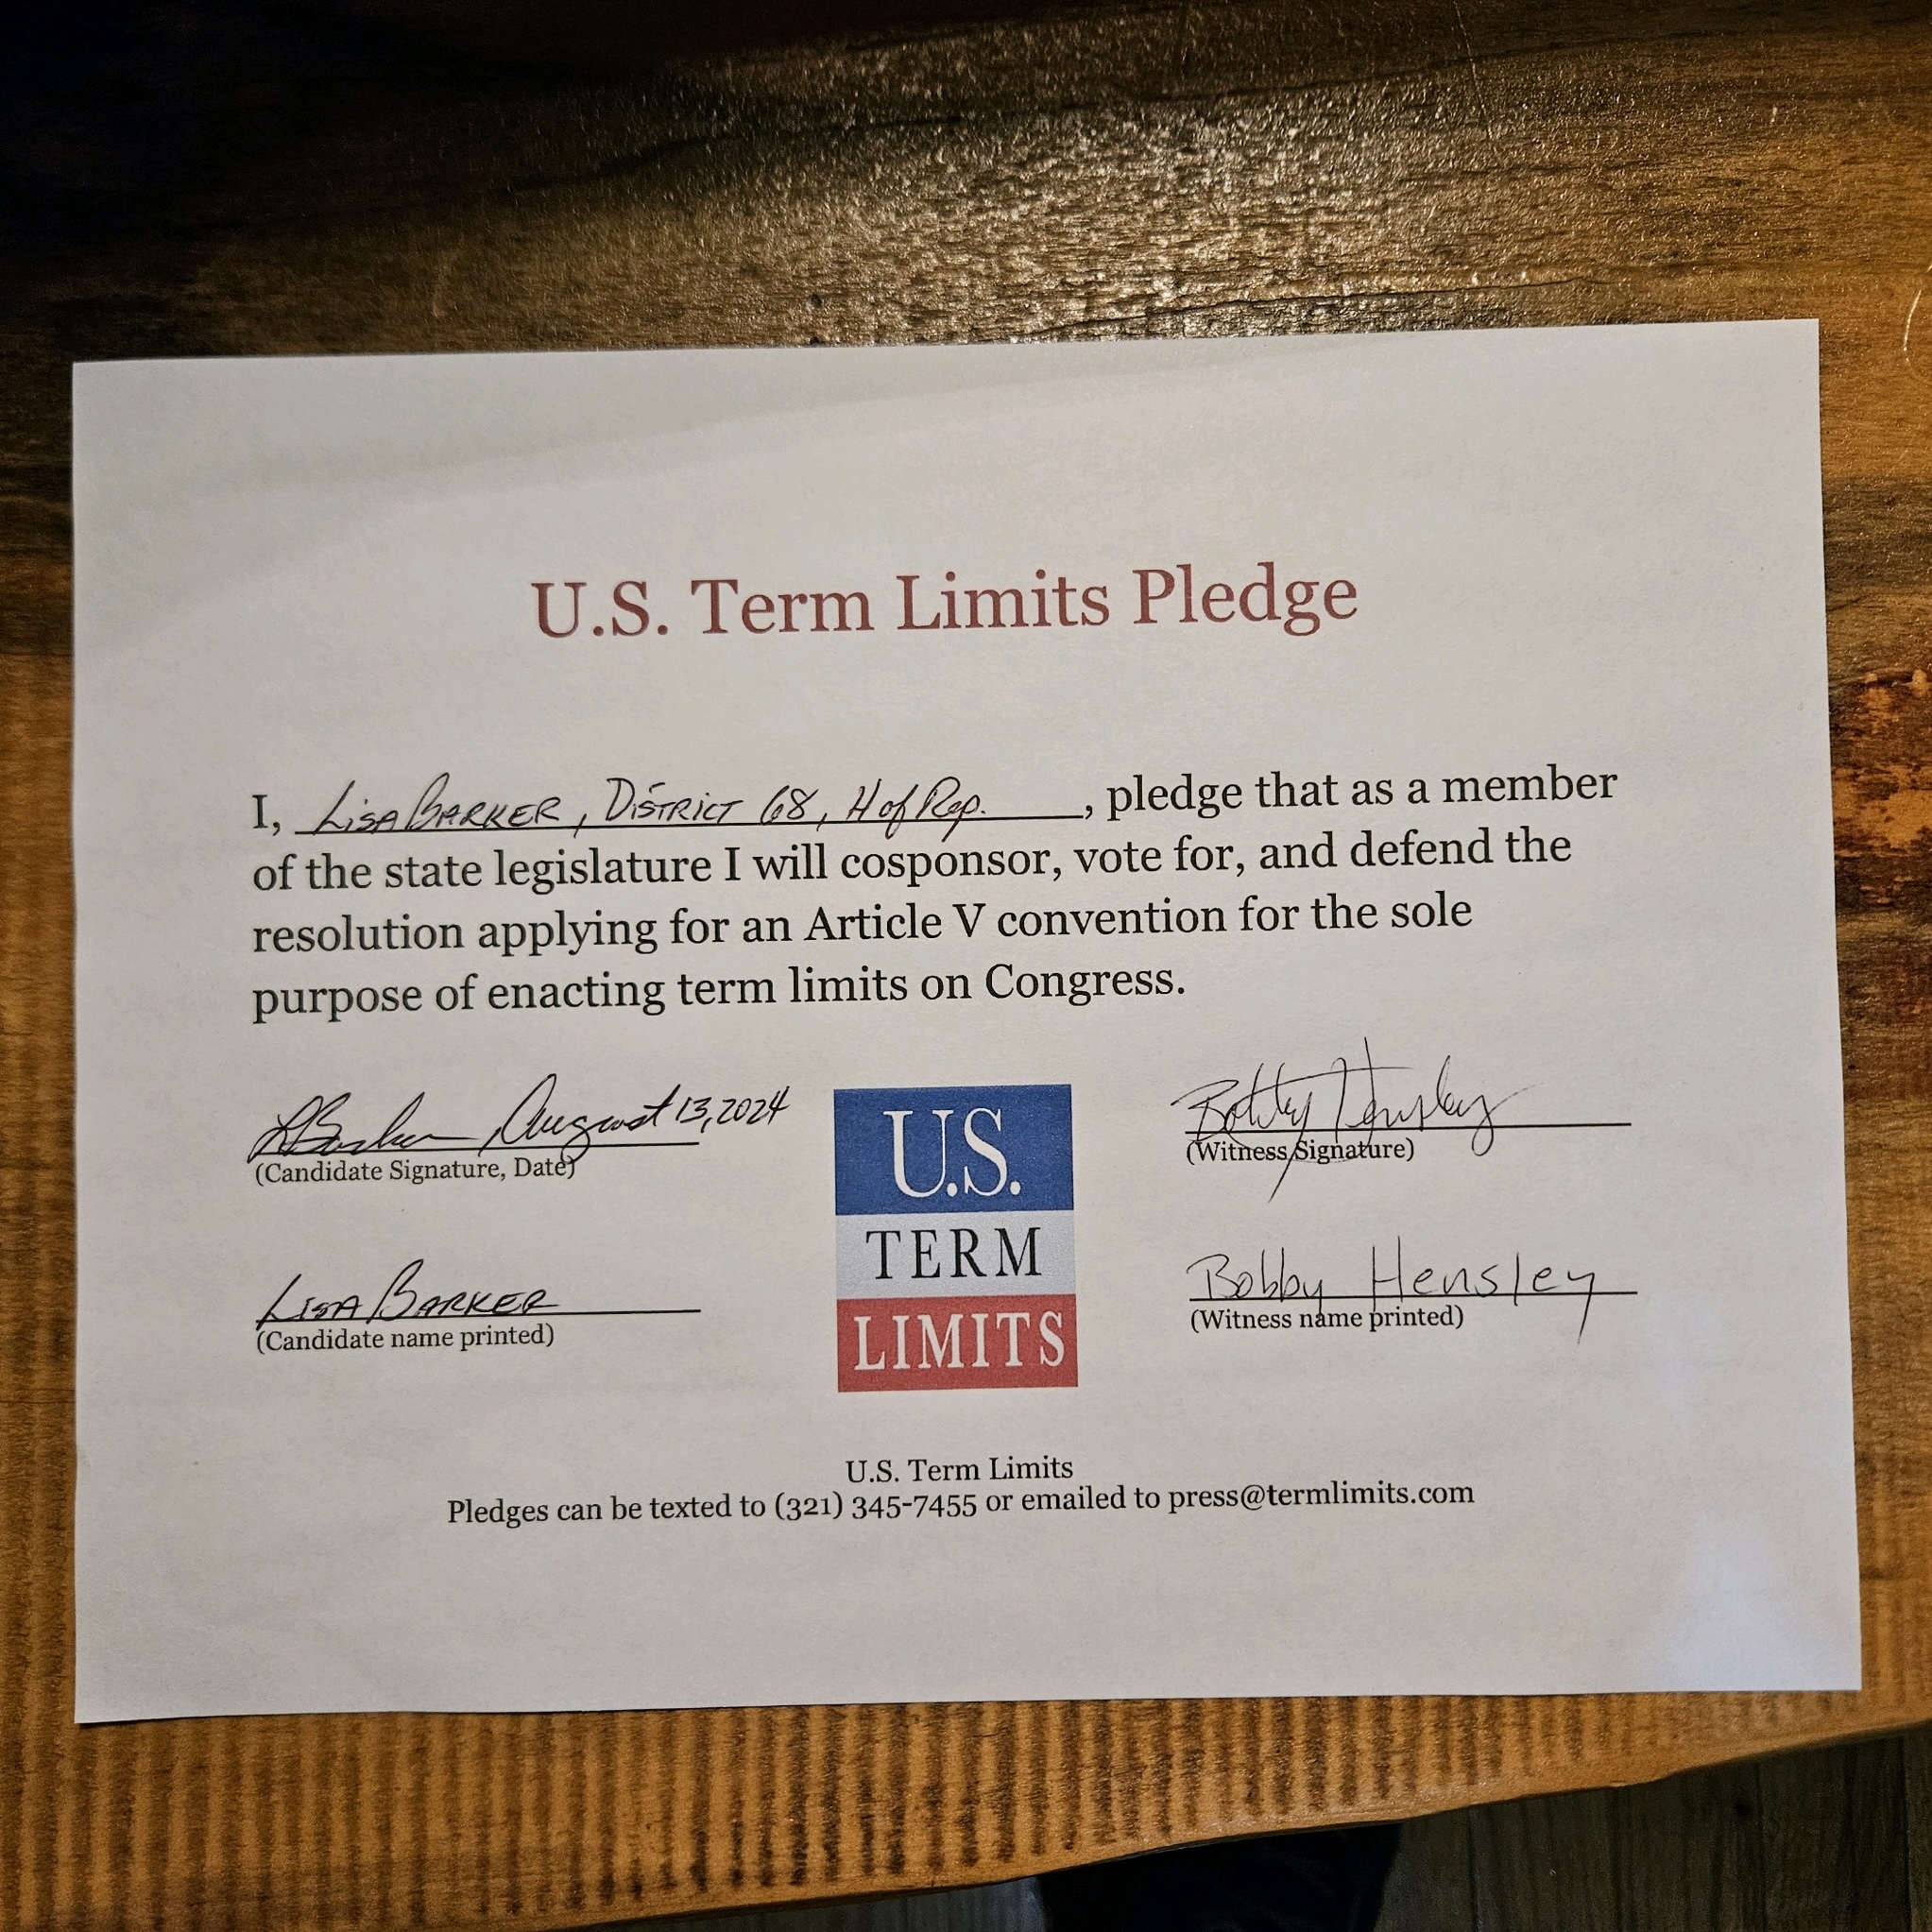 U.S. Term Limits Pledge
I, Lisa Barker, District 68, H of Rep. , pledge that as a member
of the state legislature I will cosponsor, vote for, and defend the
resolution applying for an Article V convention for the sole
purpose of enacting term limits on Congress.
LBarker, August 13, 2024
(Candidate Signature, Date)
Lisa Barker
(Candidate name printed)
U.S.
TERM
LIMITS
Bobby Hensley
(Witness Signature)
Bobby Hensley
(Witness name printed)
U.S. Term Limits
Pledges can be texted to (321) 345-7455 or emailed to press@termlimits.com